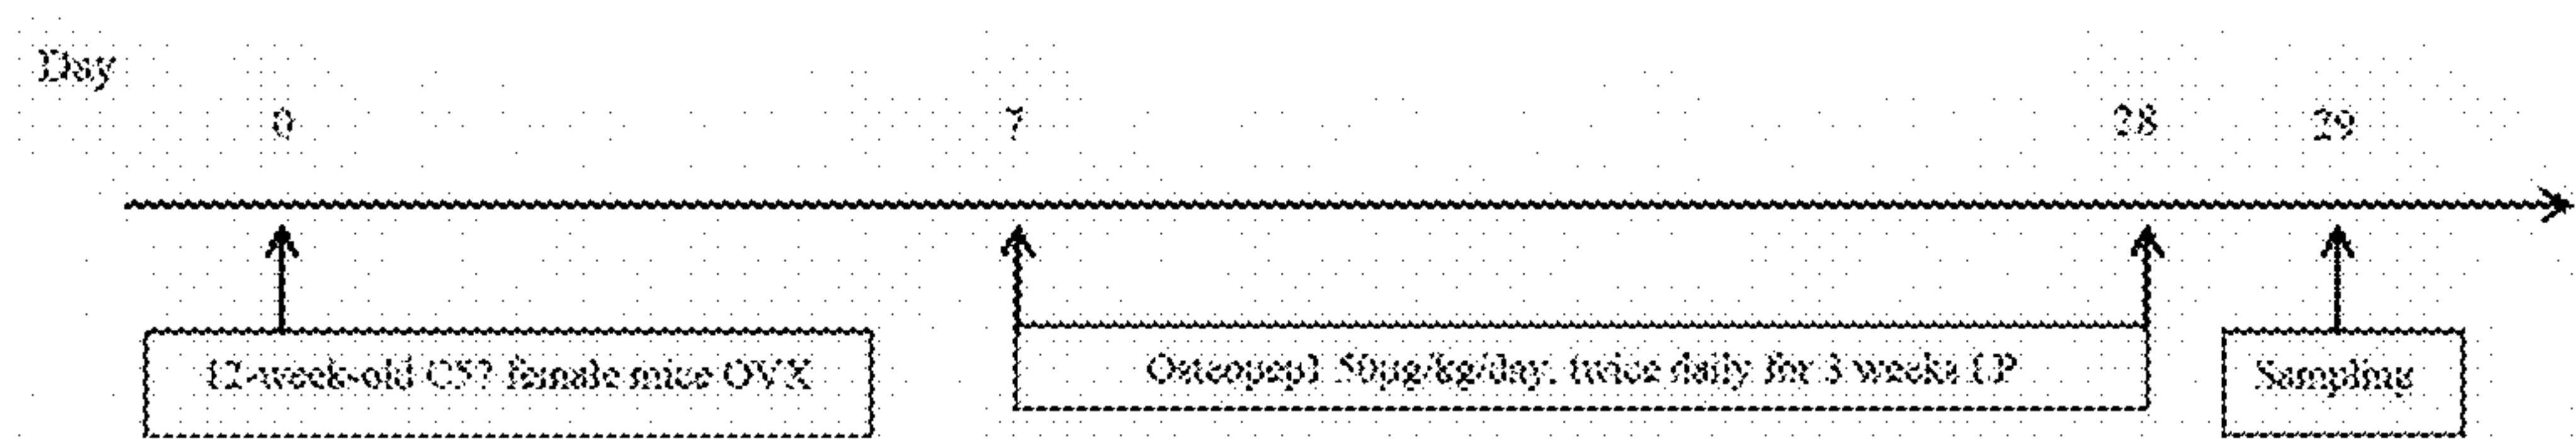 Day
0 7 28 29
12-week-old C57 female mice OVX
Osteopep1 50µg/kg/day, twice daily for 3 weeks I.P
Sampling